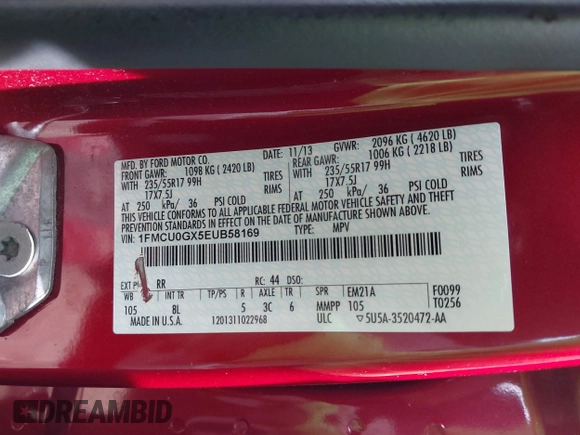 MFD. BY FORD MOTOR CO. DATE: 11/13 GVWR: 2096 KG ( 4620 LB)
FRONT GAWR: 1098 KG ( 2420 LB) REAR GAWR: 1006 KG ( 2218 LB)
WITH 235/55R17 99H TIRES WITH 235/55R17 99H TIRES
17X7.5J RIMS 17X7.5J RIMS
AT 250 kPa/ 36 PSI COLD AT 250 kPa/ 36 PSI COLD
THIS VEHICLE CONFORMS TO ALL APPLICABLE FEDERAL MOTOR VEHICLE SAFETY AND THEFT
PREVENTION STANDARDS IN EFFECT ON THE DATE OF MANUFACTURE SHOWN ABOVE.
VIN: 1FMCU0GX5EUB58169 TYPE: MPV
EXT RR RC: 44 DSO:
WB INT TR TP/PS R AXLE TR SPR EM21A F0099
105 BL 5 3C 6 MMPP 105 T0256
MADE IN U.S.A. 1201311022968 ULC 5U5A-3520472-AA
DREAMBID